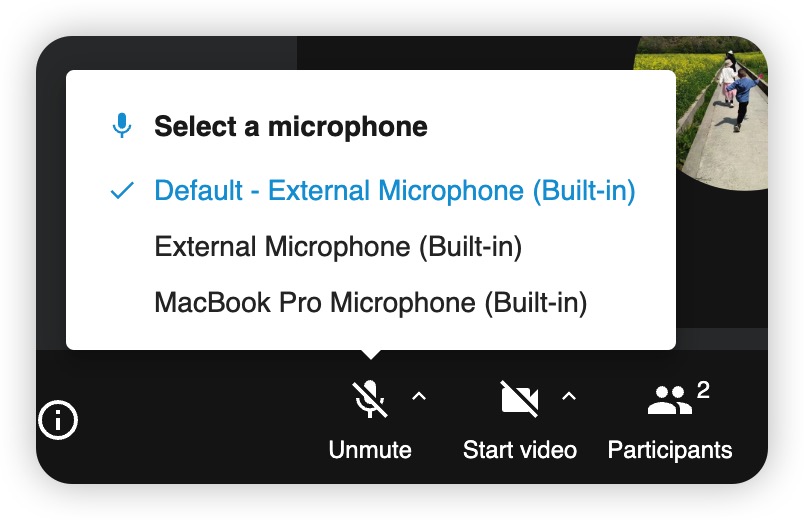 Select a microphone
Default - External Microphone (Built-in)
External Microphone (Built-in)
MacBook Pro Microphone (Built-in)
2
Unmute
Start video
Participants